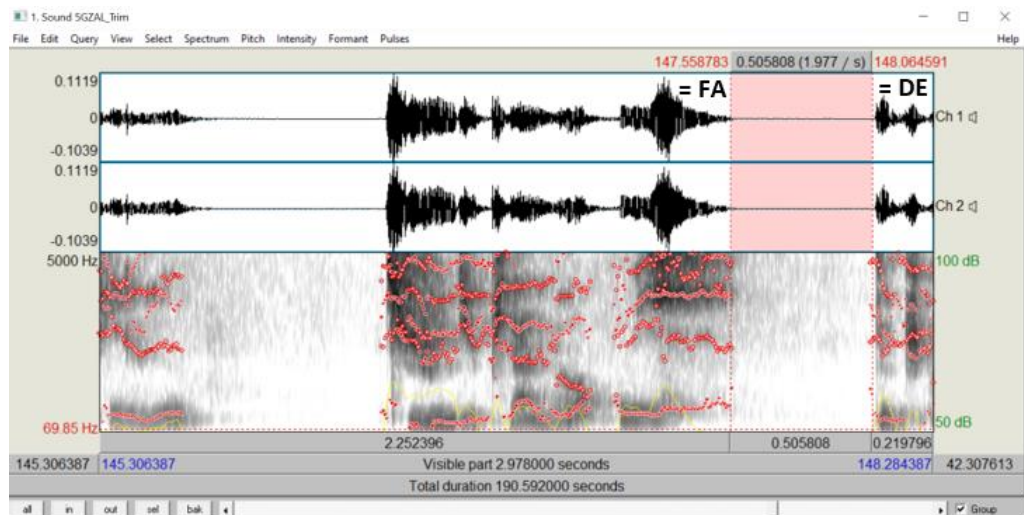 1. Sound 5GZAL_Trim
File Edit Query View Select Spectrum Pitch Intensity Formant Pulses Help
147.558783 0.505808 (1.977 / s) 148.064591
0.1119 = FA = DE
0 Ch 1
-0.1039
0.1119
0 Ch 2
-0.1039
5000 Hz 100 dB
69.85 Hz 50 dB
2.252396 0.505808 0.219796
145.306387 145.306387 Visible part 2.978000 seconds 148.284387 42.307613
Total duration 190.592000 seconds
all in out sel bak Group